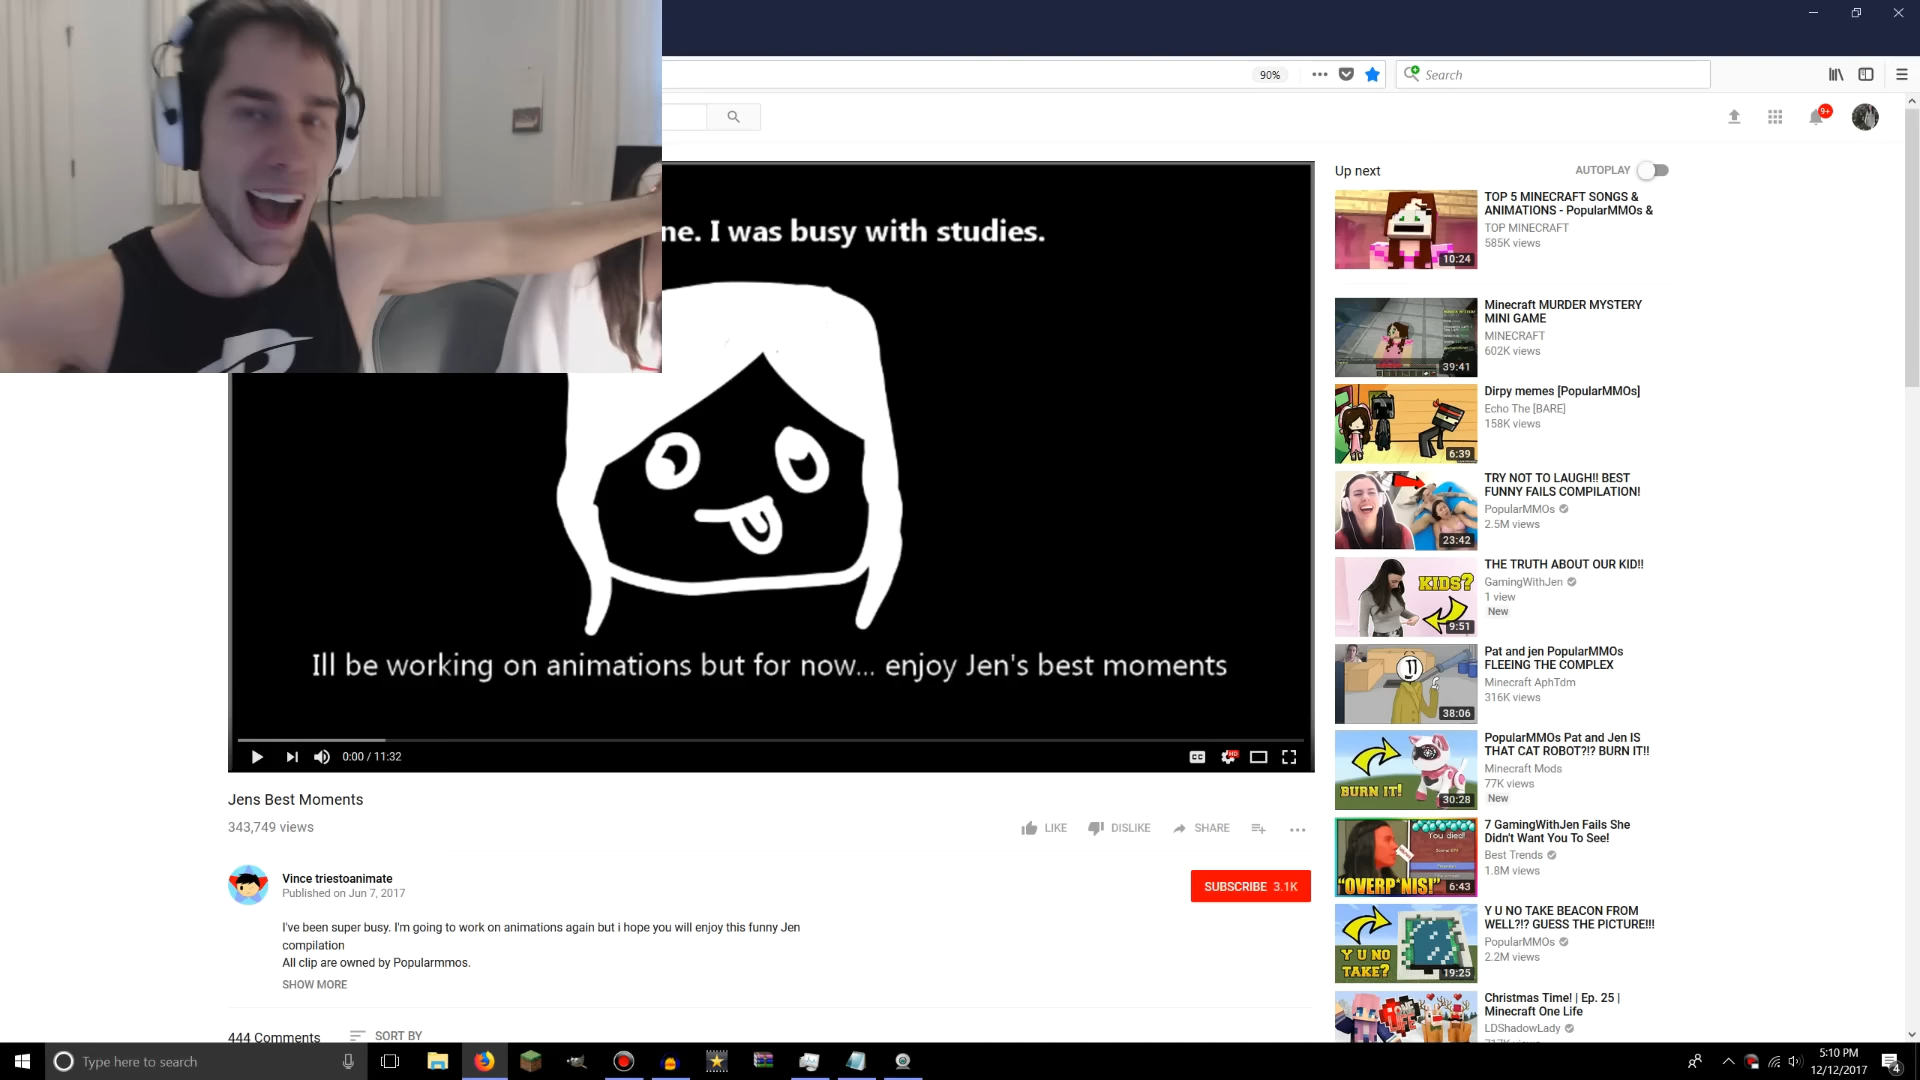 90%
Search
9+
ne. I was busy with studies.
Ill be working on animations but for now... enjoy Jen's best moments
0:00 / 11:32
CC
HD
Jens Best Moments
343,749 views
LIKE
DISLIKE
SHARE
Vince triestoanimate
Published on Jun 7, 2017
SUBSCRIBE 3.1K
I've been super busy. I'm going to work on animations again but i hope you will enjoy this funny Jen
compilation
All clip are owned by Popularmmos.
SHOW MORE
444 Comments
SORT BY
Up next
AUTOPLAY
10:24
TOP 5 MINECRAFT SONGS &
ANIMATIONS - PopularMMOs &
TOP MINECRAFT
585K views
39:41
Minecraft MURDER MYSTERY
MINI GAME
MINECRAFT
602K views
6:39
Dirpy memes [PopularMMOs]
Echo The [BARE]
158K views
23:42
TRY NOT TO LAUGH!! BEST
FUNNY FAILS COMPILATION!
PopularMMOs
2.5M views
KIDS?
9:51
THE TRUTH ABOUT OUR KID!!
GamingWithJen
1 view
New
38:06
Pat and jen PopularMMOs
FLEEING THE COMPLEX
Minecraft AphTdm
316K views
BURN IT!
30:28
PopularMMOs Pat and Jen IS
THAT CAT ROBOT?!? BURN IT!!
Minecraft Mods
77K views
New
You died!
"OVERP*NIS!"
6:43
7 GamingWithJen Fails She
Didn't Want You To See!
Best Trends
1.8M views
Y U NO
TAKE?
19:25
Y U NO TAKE BEACON FROM
WELL?!? GUESS THE PICTURE!!!
PopularMMOs
2.2M views
ONE
LIFE
Christmas Time! | Ep. 25 |
Minecraft One Life
LDShadowLady
Type here to search
5:10 PM
12/12/2017
4